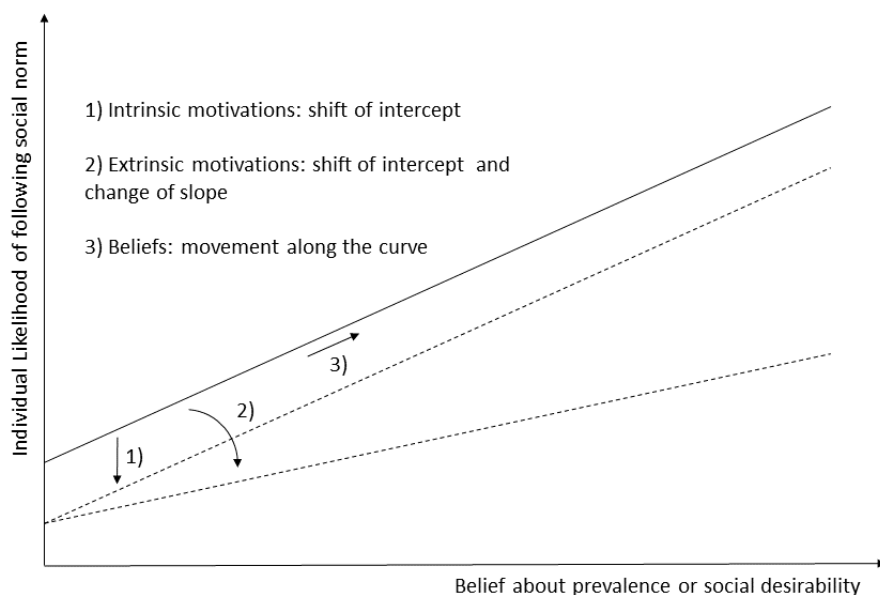 Individual Likelihood of following social norm
1) Intrinsic motivations: shift of intercept
2) Extrinsic motivations: shift of intercept and
change of slope
3) Beliefs: movement along the curve
3)
2)
1)
Belief about prevalence or social desirability